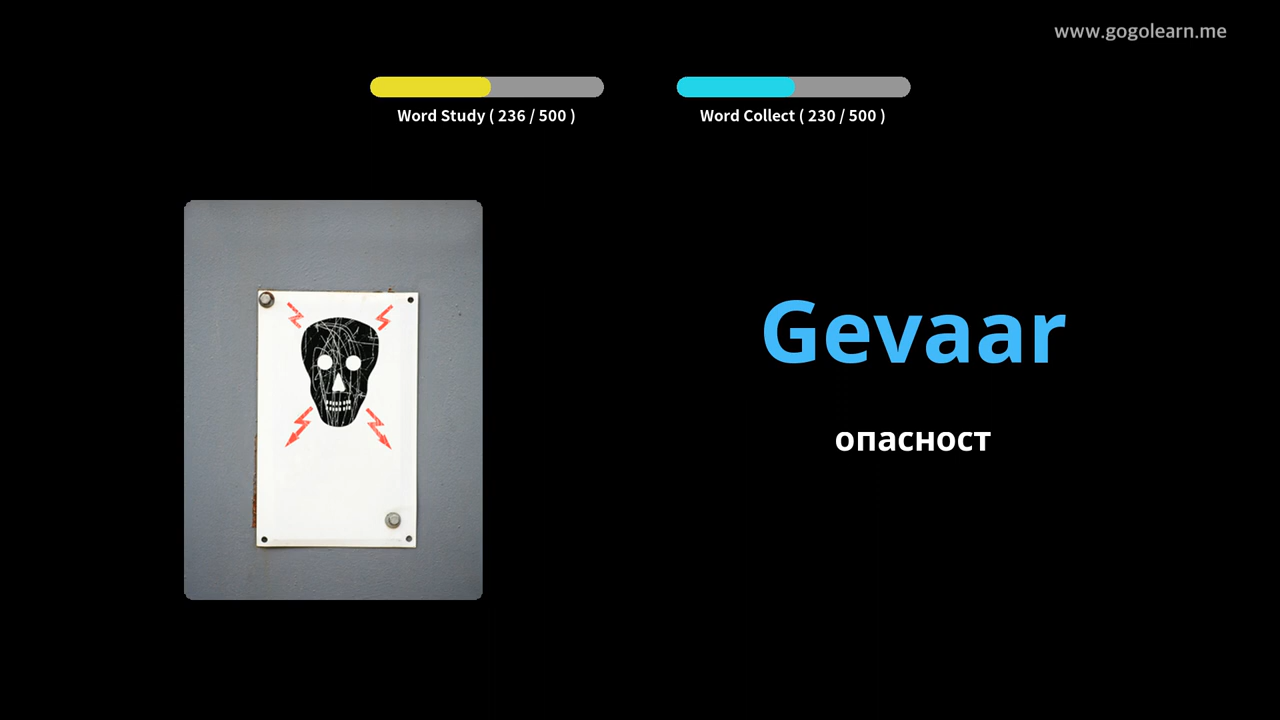 www.gogolearn.me
Word Study ( 236 / 500 )
Word Collect ( 230 / 500 )
Gevaar
опасност